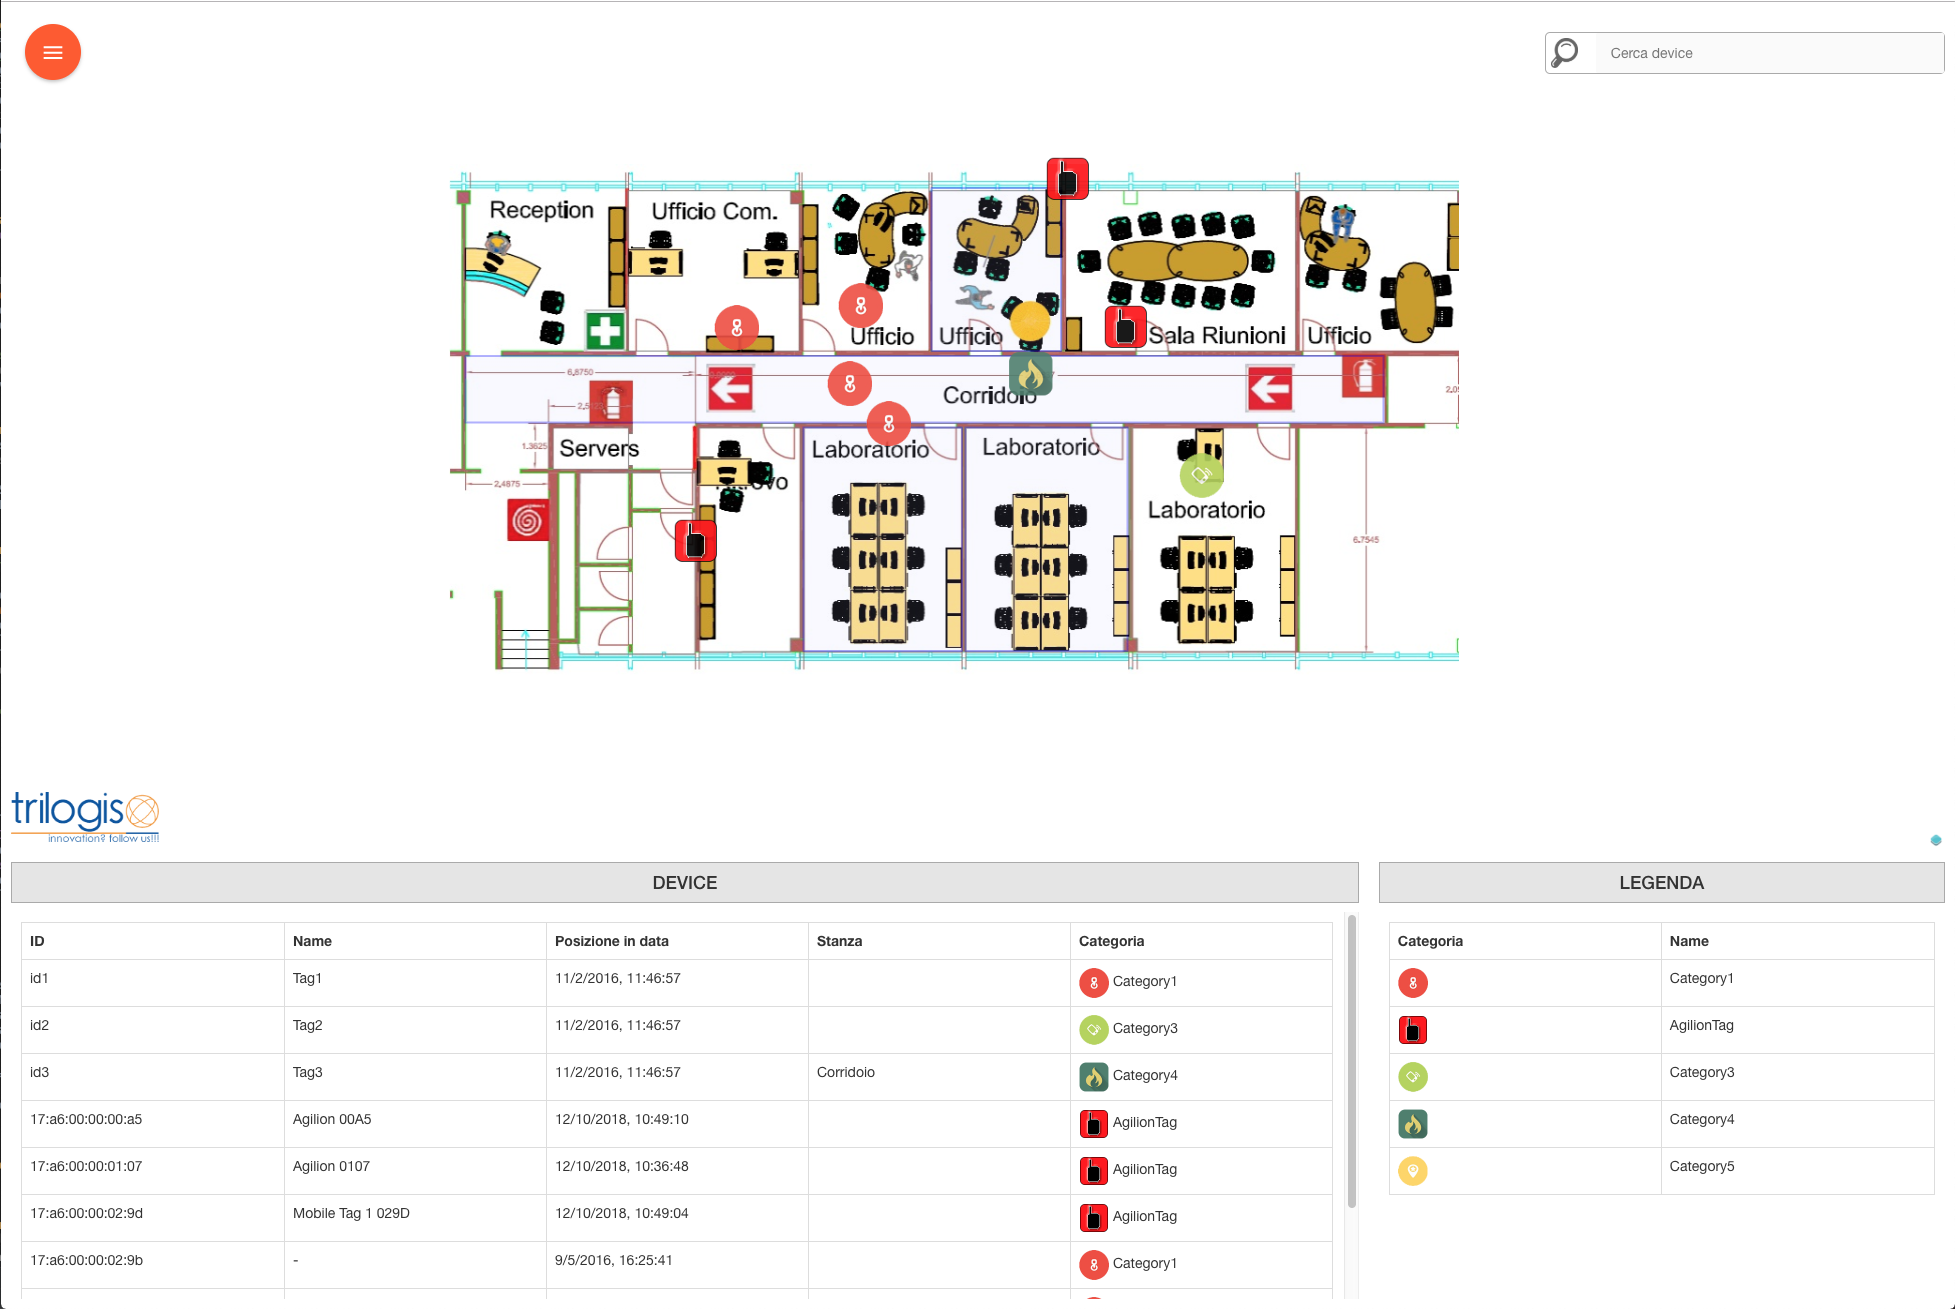 Cerca device
Reception
Ufficio Com.
Ufficio
Ufficio
Sala Riunioni
Ufficio
6,8750
Corridoio
1.3625
Servers
Laboratorio
Laboratorio
2,4875
Laboratorio
6,7545
trilogis
innovation? follow us!!!
DEVICE
LEGENDA
ID Name Posizione in data Stanza Categoria
id1 Tag1 11/2/2016, 11:46:57 Category1
id2 Tag2 11/2/2016, 11:46:57 Category3
id3 Tag3 11/2/2016, 11:46:57 Corridoio Category4
17:a6:00:00:00:a5 Agilion 00A5 12/10/2018, 10:49:10 AgilionTag
17:a6:00:00:01:07 Agilion 0107 12/10/2018, 10:36:48 AgilionTag
17:a6:00:00:02:9d Mobile Tag 1 029D 12/10/2018, 10:49:04 AgilionTag
17:a6:00:00:02:9b - 9/5/2016, 16:25:41 Category1
Categoria Name
Category1
AgilionTag
Category3
Category4
Category5